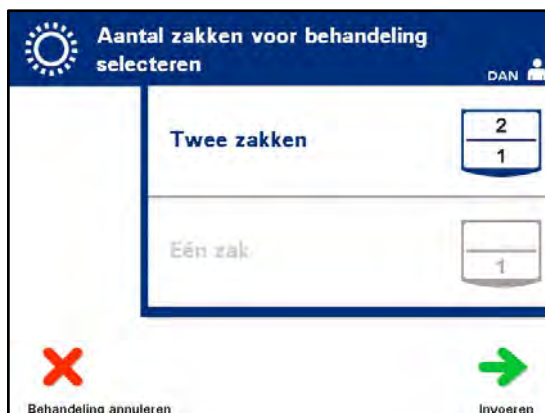 Aantal zakken voor behandeling
selecteren
DAN
Twee zakken
2
1
Eén zak
1
Behandeling annuleren
Invoeren